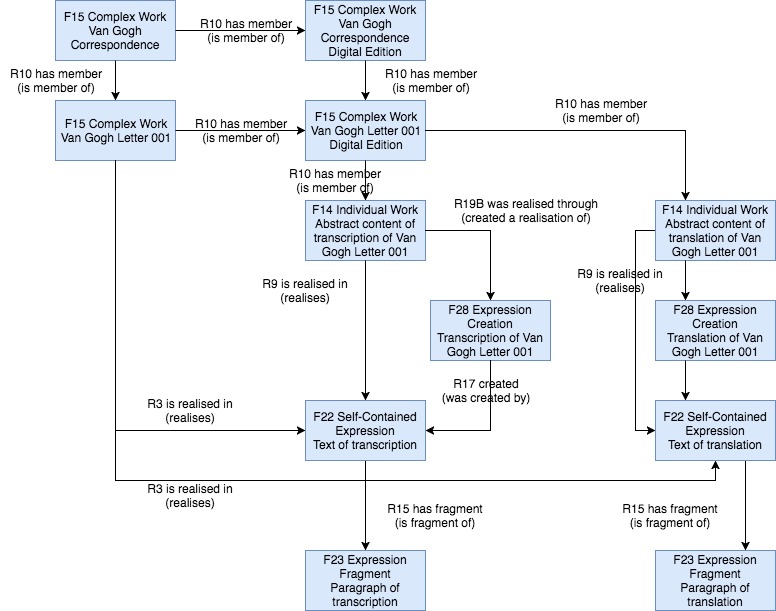 F15 Complex Work
Van Gogh
Correspondence
R10 has member
(is member of)
F15 Complex Work
Van Gogh
Correspondence
Digital Edition
R10 has member
(is member of)
R10 has member
(is member of)
F15 Complex Work
Van Gogh Letter 001
R10 has member
(is member of)
F15 Complex Work
Van Gogh Letter 001
Digital Edition
R10 has member
(is member of)
R10 has member
(is member of)
F14 Individual Work
Abstract content of
transcription of Van
Gogh Letter 001
R19B was realised through
(created a realisation of)
F14 Individual Work
Abstract content of
translation of Van
Gogh Letter 001
R9 is realised in
(realises)
R9 is realised in
(realises)
F28 Expression
Creation
Transcription of Van
Gogh Letter 001
F28 Expression
Creation
Translation of Van
Gogh Letter 001
R17 created
(was created by)
R3 is realised in
(realises)
F22 Self-Contained
Expression
Text of transcription
F22 Self-Contained
Expression
Text of translation
R3 is realised in
(realises)
R15 has fragment
(is fragment of)
R15 has fragment
(is fragment of)
F23 Expression
Fragment
Paragraph of
transcription
F23 Expression
Fragment
Paragraph of
translation